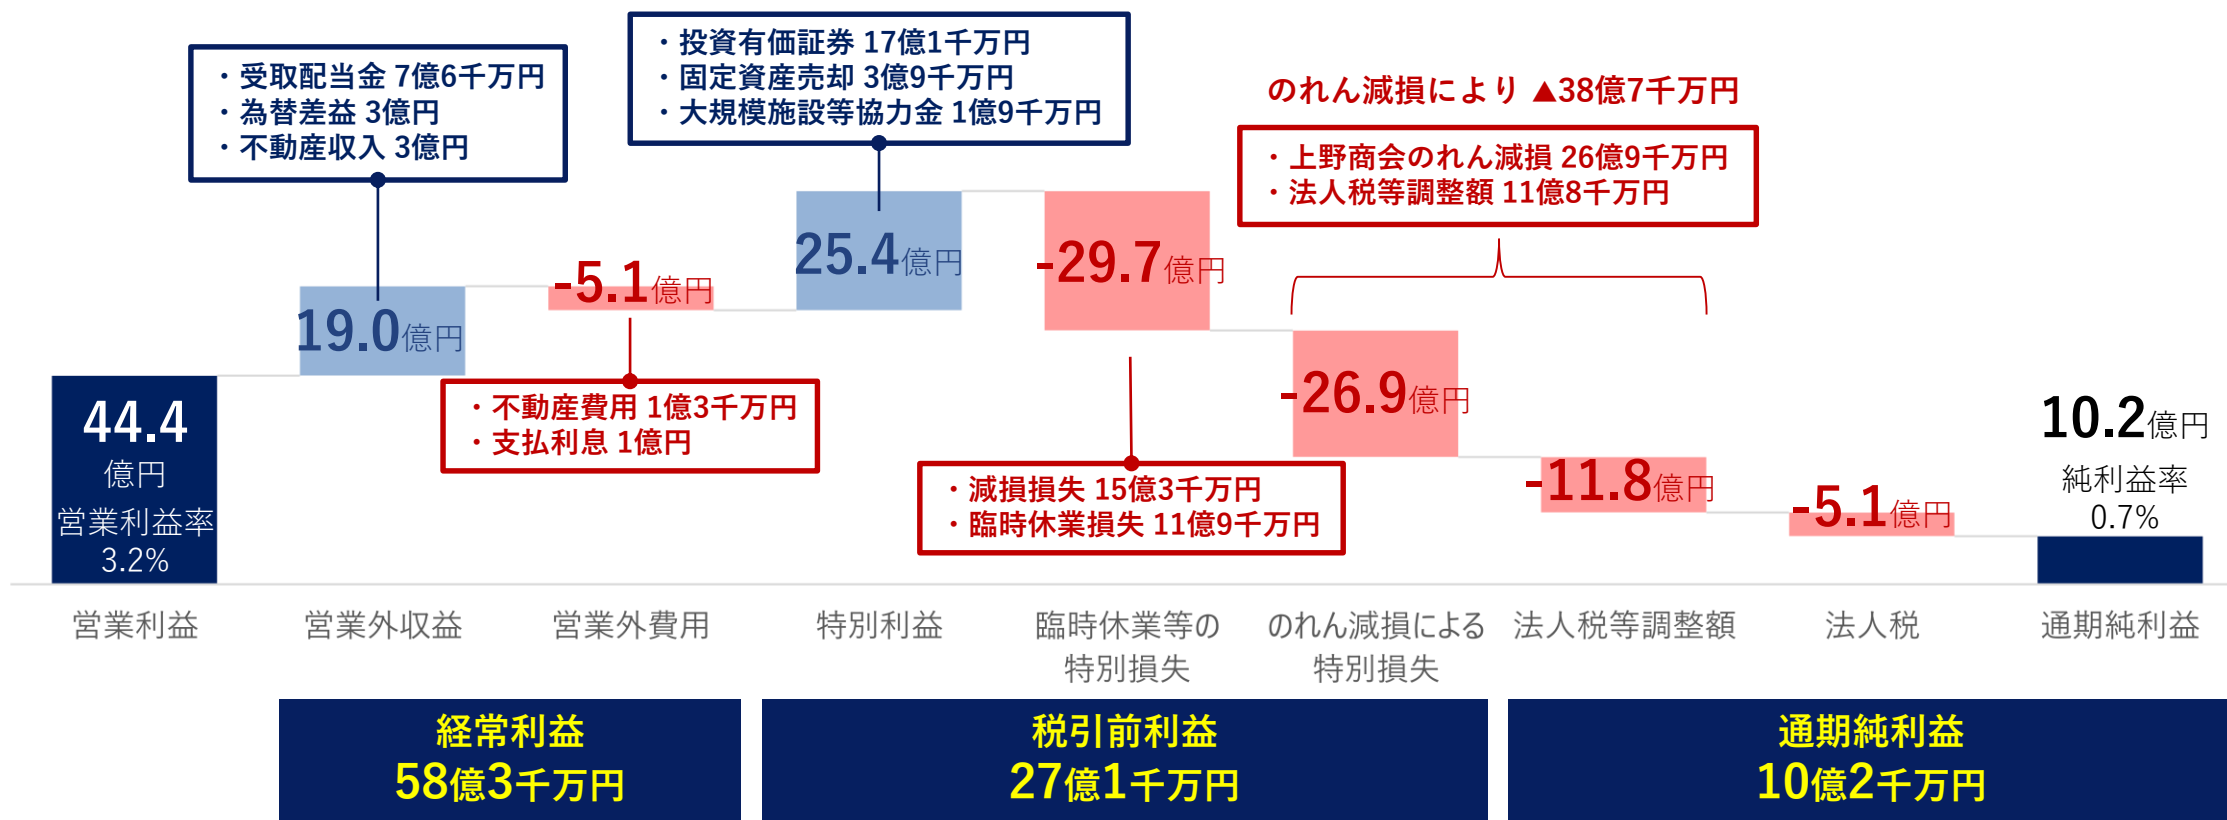 ・受取配当金 7億6千万円
・為替差益 3億円
・不動産収入 3億円
・投資有価証券 17億1千万円
・固定資産売却 3億9千万円
・大規模施設等協力金 1億9千万円
のれん減損により ▲38億7千万円
・上野商会のれん減損 26億9千万円
・法人税等調整額 11億8千万円
44.4
億円
営業利益率
3.2%
19.0億円
-5.1億円
・不動産費用 1億3千万円
・支払利息 1億円
25.4億円
-29.7億円
・減損損失 15億3千万円
・臨時休業損失 11億9千万円
-26.9億円
-11.8億円
-5.1億円
10.2億円
純利益率
0.7%
営業利益
営業外収益
営業外費用
特別利益
臨時休業等の
特別損失
のれん減損による
特別損失
法人税等調整額
法人税
通期純利益
経常利益
58億3千万円
税引前利益
27億1千万円
通期純利益
10億2千万円